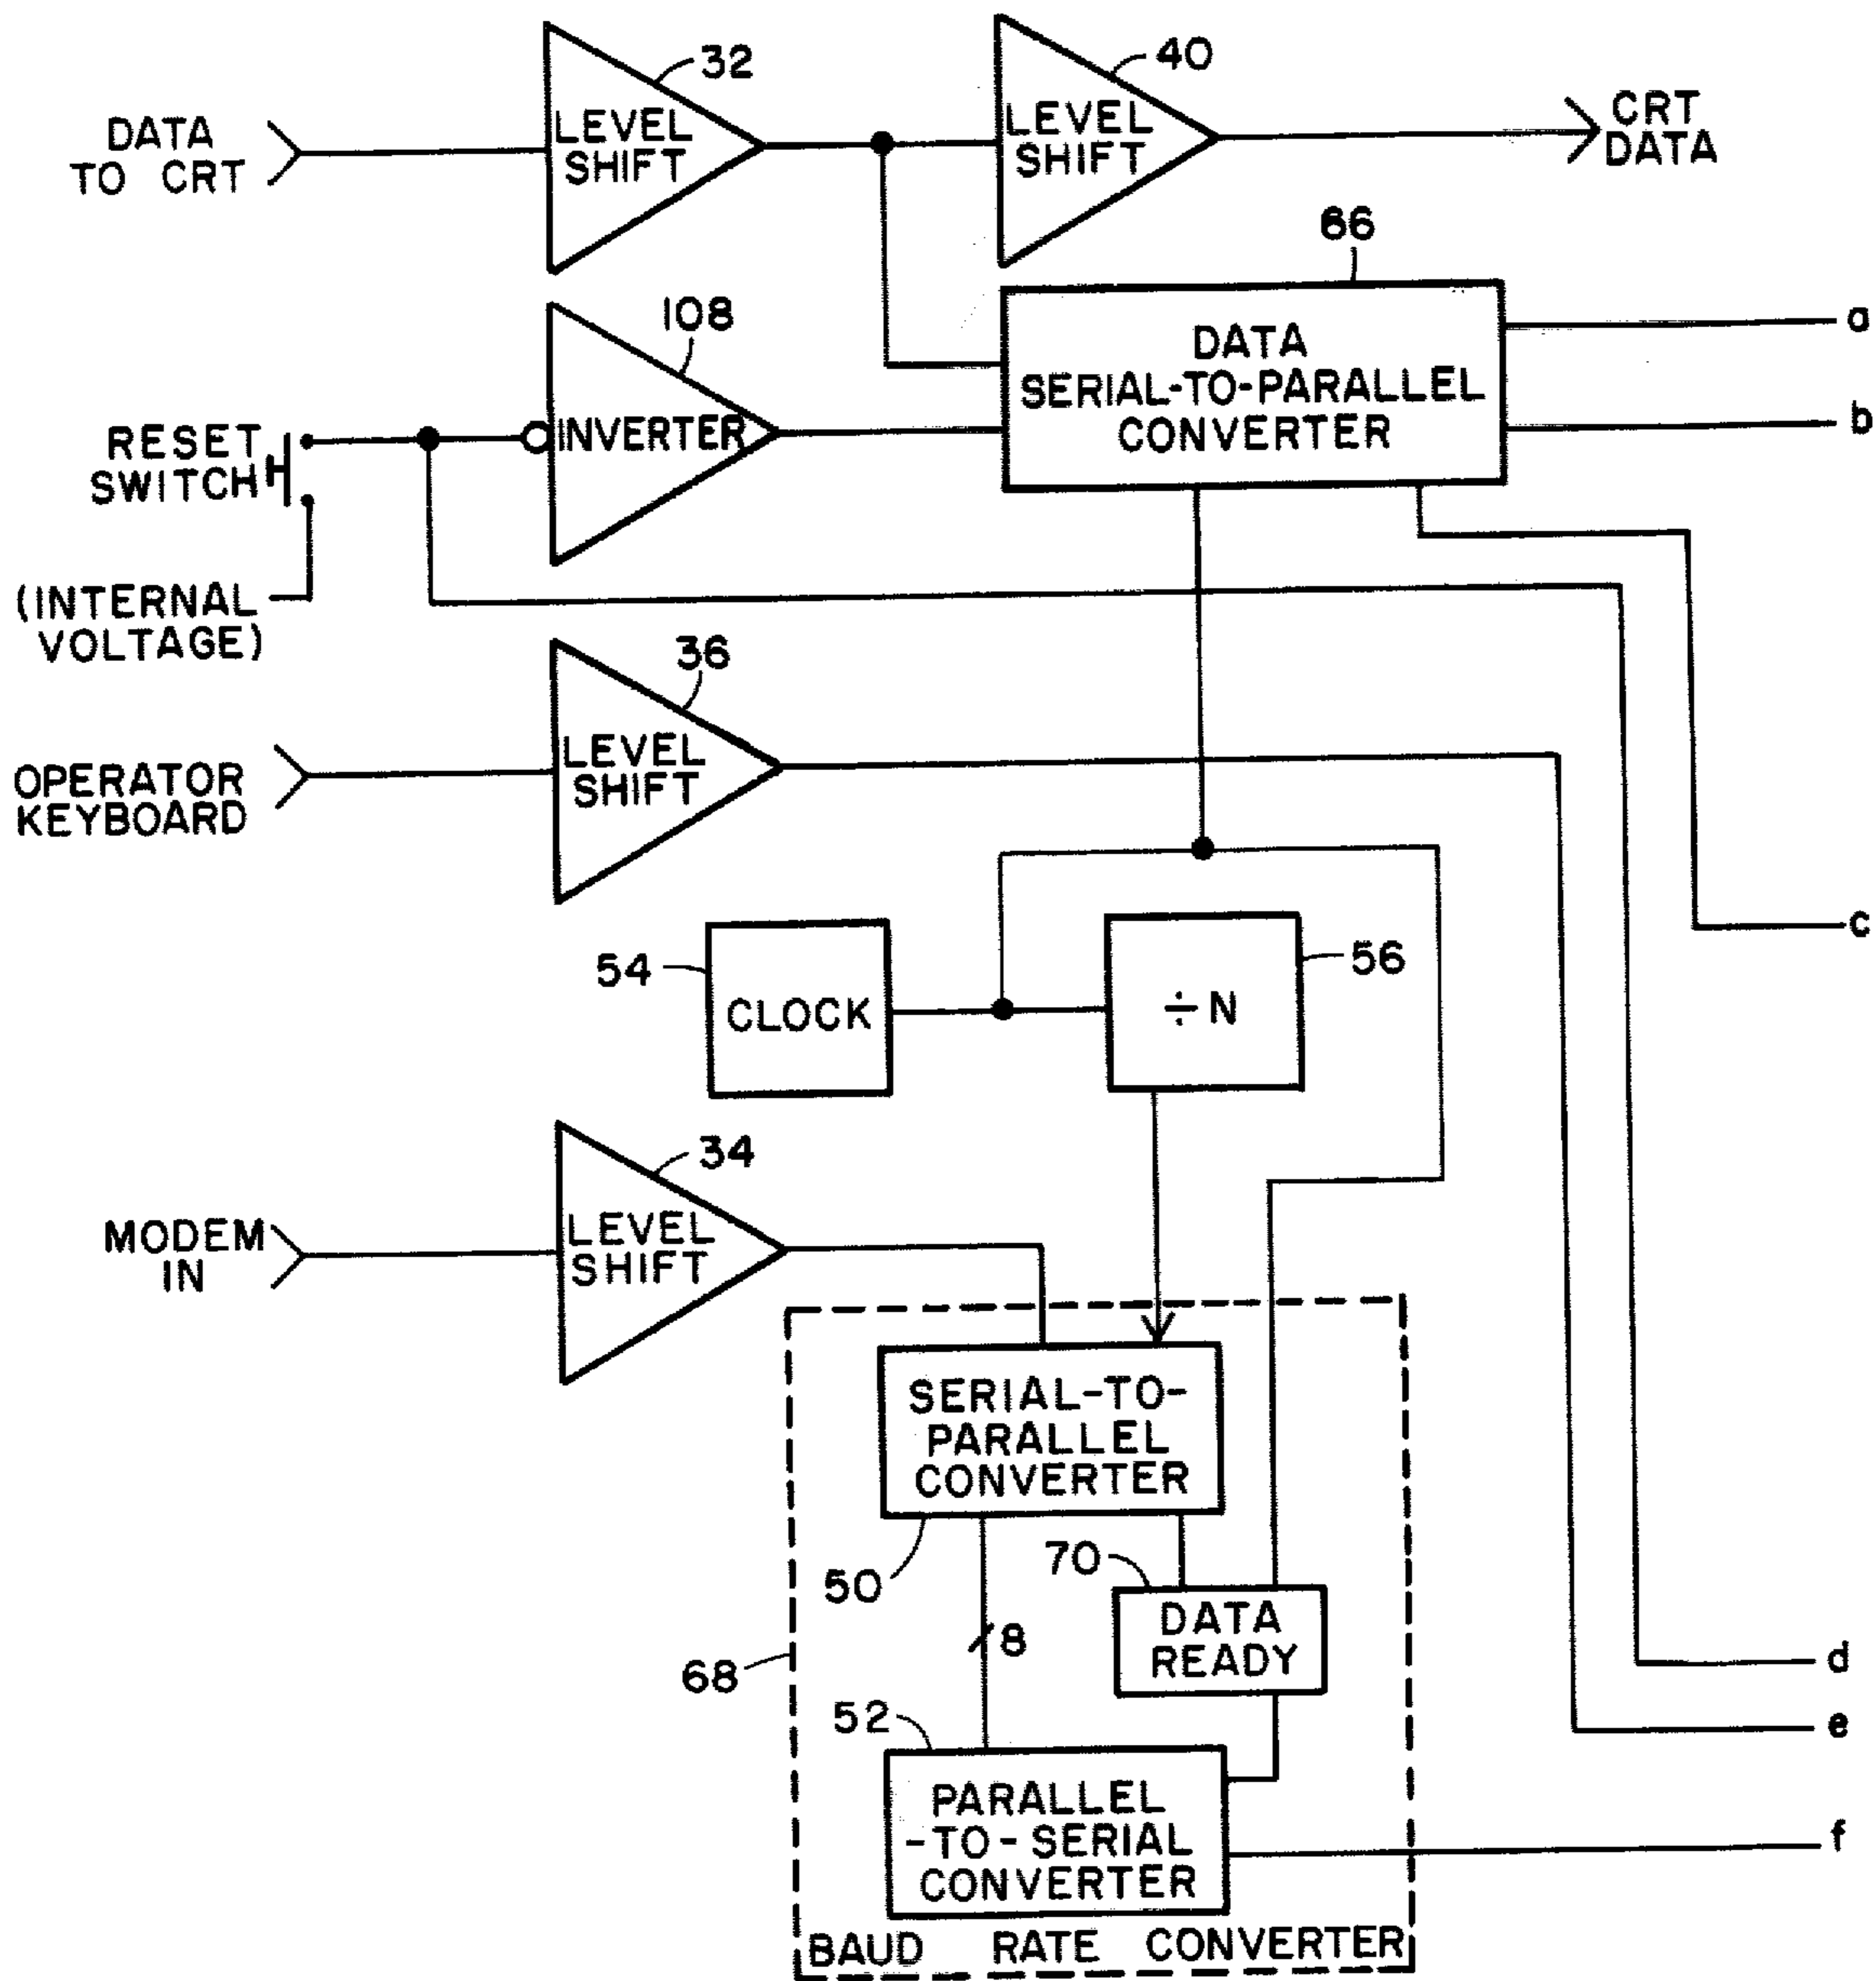 32
40
DATA
TO CRT
LEVEL
SHIFT
LEVEL
SHIFT
CRT
DATA
66
108
DATA
SERIAL-TO-PARALLEL
CONVERTER
a
b
RESET
SWITCH
INVERTER
(INTERNAL
VOLTAGE)
36
OPERATOR
KEYBOARD
LEVEL
SHIFT
c
54
CLOCK
÷N
56
34
MODEM
IN
LEVEL
SHIFT
SERIAL-TO-
PARALLEL
CONVERTER
50
70
DATA
READY
8
68
52
d
e
PARALLEL
-TO-SERIAL
CONVERTER
f
BAUD RATE CONVERTER